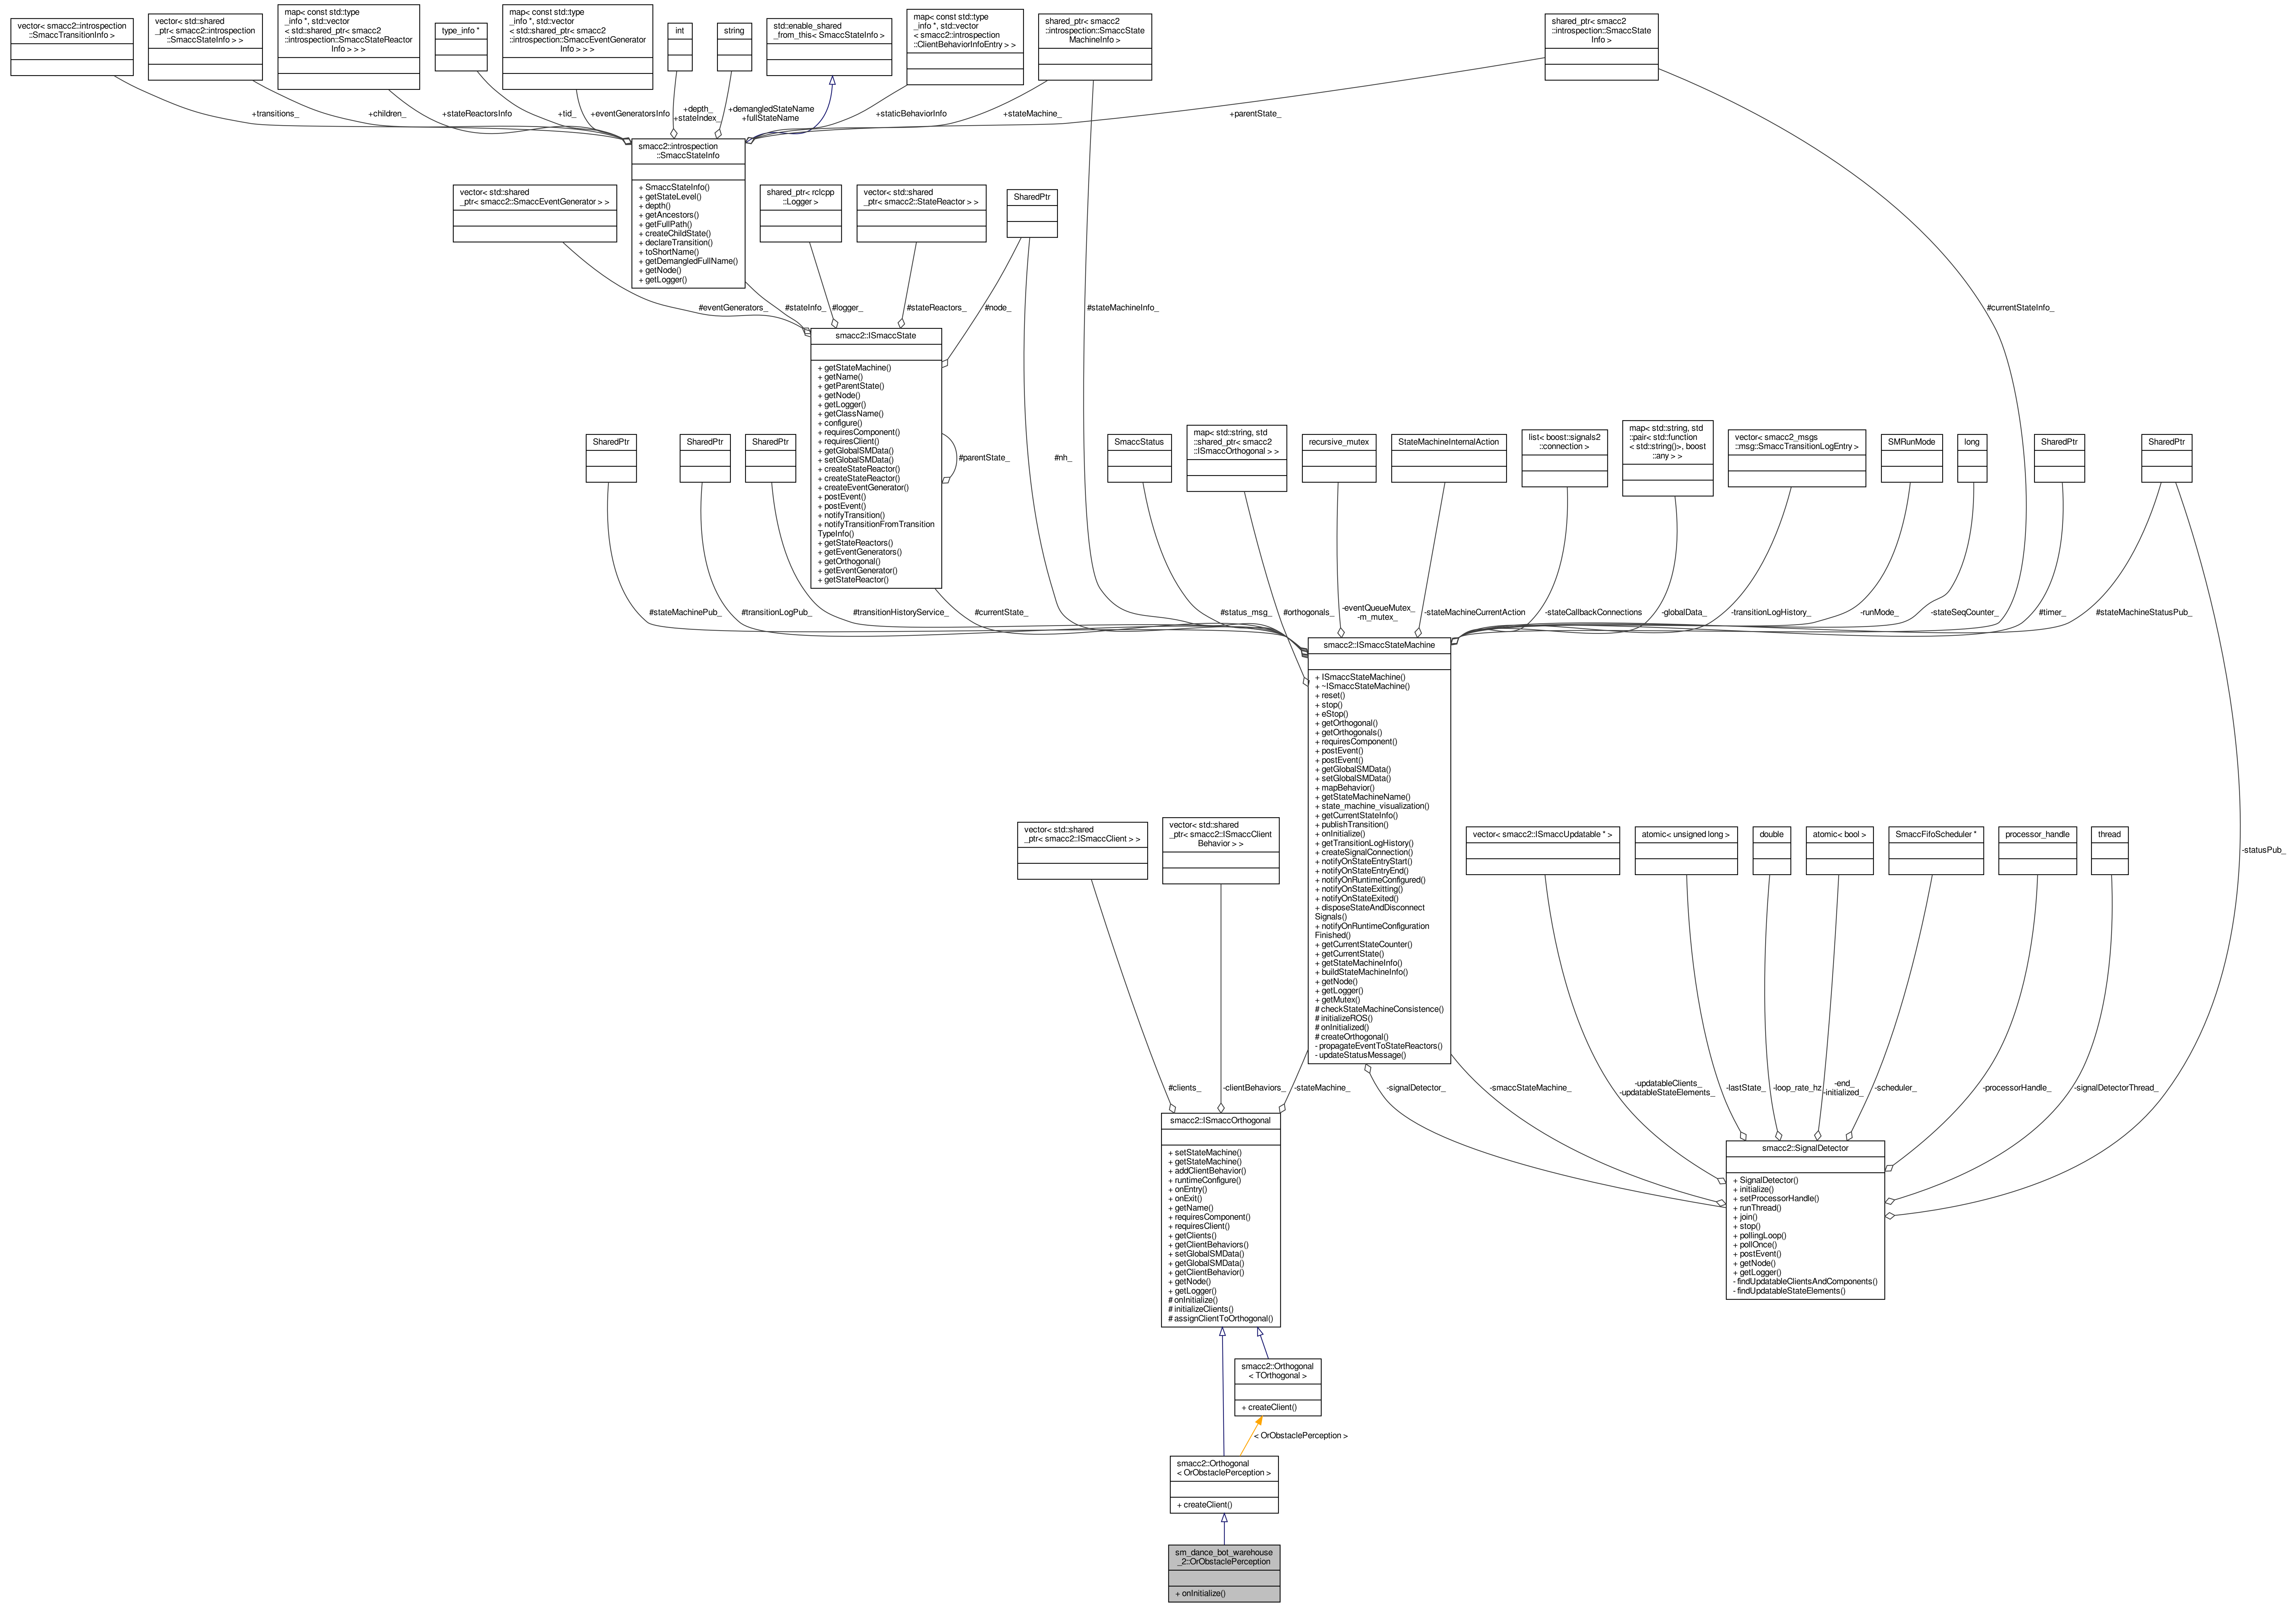 vector< smacc2::introspection
::SmaccTransitionInfo >
vector< std::shared
_ptr< smacc2::introspection
::SmaccStateInfo > >
map< const std::type
_info *, std::vector
< std::shared_ptr< smacc2
::introspection::SmaccStateReactor
Info > > >
type_info *
map< const std::type
_info *, std::vector
< std::shared_ptr< smacc2
::introspection::SmaccEventGenerator
Info > > >
int
string
std::enable_shared
_from_this< SmaccStateInfo >
map< const std::type
_info *, std::vector
< smacc2::introspection
::ClientBehaviorInfoEntry > >
shared_ptr< smacc2
::introspection::SmaccState
MachineInfo >
shared_ptr< smacc2
::introspection::SmaccState
Info >
+transitions_
+children_
+stateReactorsInfo
+tid_
+eventGeneratorsInfo
+depth_
+stateIndex_
+demangledStateName
+fullStateName
+staticBehaviorInfo
+stateMachine_
+parentState_
smacc2::introspection
::SmaccStateInfo
+ SmaccStateInfo()
+ getStateLevel()
+ depth()
+ getAncestors()
+ getFullPath()
+ createChildState()
+ declareTransition()
+ toShortName()
+ getDemangledFullName()
+ getNode()
+ getLogger()
vector< std::shared
_ptr< smacc2::SmaccEventGenerator > >
shared_ptr< rclcpp
::Logger >
vector< std::shared
_ptr< smacc2::StateReactor > >
SharedPtr
#eventGenerators_
#stateInfo_
#logger_
#stateReactors_
#node_
#stateMachineInfo_
#currentStateInfo_
smacc2::ISmaccState
+ getStateMachine()
+ getName()
+ getParentState()
+ getNode()
+ getLogger()
+ getClassName()
+ configure()
+ requiresComponent()
+ requiresClient()
+ getGlobalSMData()
+ setGlobalSMData()
+ createStateReactor()
+ createStateReactor()
+ createEventGenerator()
+ postEvent()
+ postEvent()
+ notifyTransition()
+ notifyTransitionFromTransition
TypeInfo()
+ getStateReactors()
+ getEventGenerators()
+ getOrthogonal()
+ getEventGenerator()
+ getStateReactor()
#parentState_
#nh_
SharedPtr
SharedPtr
SharedPtr
SmaccStatus
map< std::string, std
::shared_ptr< smacc2
::ISmaccOrthogonal > >
recursive_mutex
StateMachineInternalAction
list< boost::signals2
::connection >
map< std::string, std
::pair< std::function
< std::string()>, boost
::any > >
vector< smacc2_msgs
::msg::SmaccTransitionLogEntry >
SMRunMode
long
SharedPtr
SharedPtr
#stateMachinePub_
#transitionLogPub_
#transitionHistoryService_
#currentState_
#status_msg_
#orthogonals_
-eventQueueMutex_
-m_mutex_
-stateMachineCurrentAction
-stateCallbackConnections
-globalData_
-transitionLogHistory_
-runMode_
-stateSeqCounter_
#timer_
#stateMachineStatusPub_
smacc2::ISmaccStateMachine
+ ISmaccStateMachine()
+ ~ISmaccStateMachine()
+ reset()
+ stop()
+ eStop()
+ getOrthogonal()
+ getOrthogonals()
+ requiresComponent()
+ postEvent()
+ postEvent()
+ getGlobalSMData()
+ setGlobalSMData()
+ mapBehavior()
+ getStateMachineName()
+ state_machine_visualization()
+ getCurrentStateInfo()
+ publishTransition()
+ onInitialize()
+ getTransitionLogHistory()
+ createSignalConnection()
+ notifyOnStateEntryStart()
+ notifyOnStateEntryEnd()
+ notifyOnRuntimeConfigured()
+ notifyOnStateExitting()
+ notifyOnStateExited()
+ disposeStateAndDisconnect
Signals()
+ notifyOnRuntimeConfiguration
Finished()
+ getCurrentStateCounter()
+ getCurrentState()
+ getStateMachineInfo()
+ buildStateMachineInfo()
+ getNode()
+ getLogger()
+ getMutex()
# checkStateMachineConsistence()
# initializeROS()
# onInitialized()
# createOrthogonal()
- propagateEventToStateReactors()
- updateStatusMessage()
vector< std::shared
_ptr< smacc2::ISmaccClient > >
vector< std::shared
_ptr< smacc2::ISmaccClient
Behavior > >
vector< smacc2::ISmaccUpdatable * >
atomic< unsigned long >
double
atomic< bool >
SmaccFifoScheduler *
processor_handle
thread
-statusPub_
#clients_
-clientBehaviors_
-stateMachine_
-signalDetector_
-smaccStateMachine_
-updatableClients_
-updatableStateElements_
-lastState_
-loop_rate_hz
-end_
-initialized_
-scheduler_
-processorHandle_
-signalDetectorThread_
smacc2::ISmaccOrthogonal
+ setStateMachine()
+ getStateMachine()
+ addClientBehavior()
+ runtimeConfigure()
+ onEntry()
+ onExit()
+ getName()
+ requiresComponent()
+ requiresClient()
+ getClients()
+ getClientBehaviors()
+ setGlobalSMData()
+ getGlobalSMData()
+ getClientBehavior()
+ getNode()
+ getLogger()
# onInitialize()
# initializeClients()
# assignClientToOrthogonal()
smacc2::SignalDetector
+ SignalDetector()
+ initialize()
+ setProcessorHandle()
+ runThread()
+ join()
+ stop()
+ pollingLoop()
+ pollOnce()
+ postEvent()
+ getNode()
+ getLogger()
- findUpdatableClientsAndComponents()
- findUpdatableStateElements()
smacc2::Orthogonal
< TOrthogonal >
+ createClient()
< OrObstaclePerception >
smacc2::Orthogonal
< OrObstaclePerception >
+ createClient()
sm_dance_bot_warehouse
_2::OrObstaclePerception
+ onInitialize()